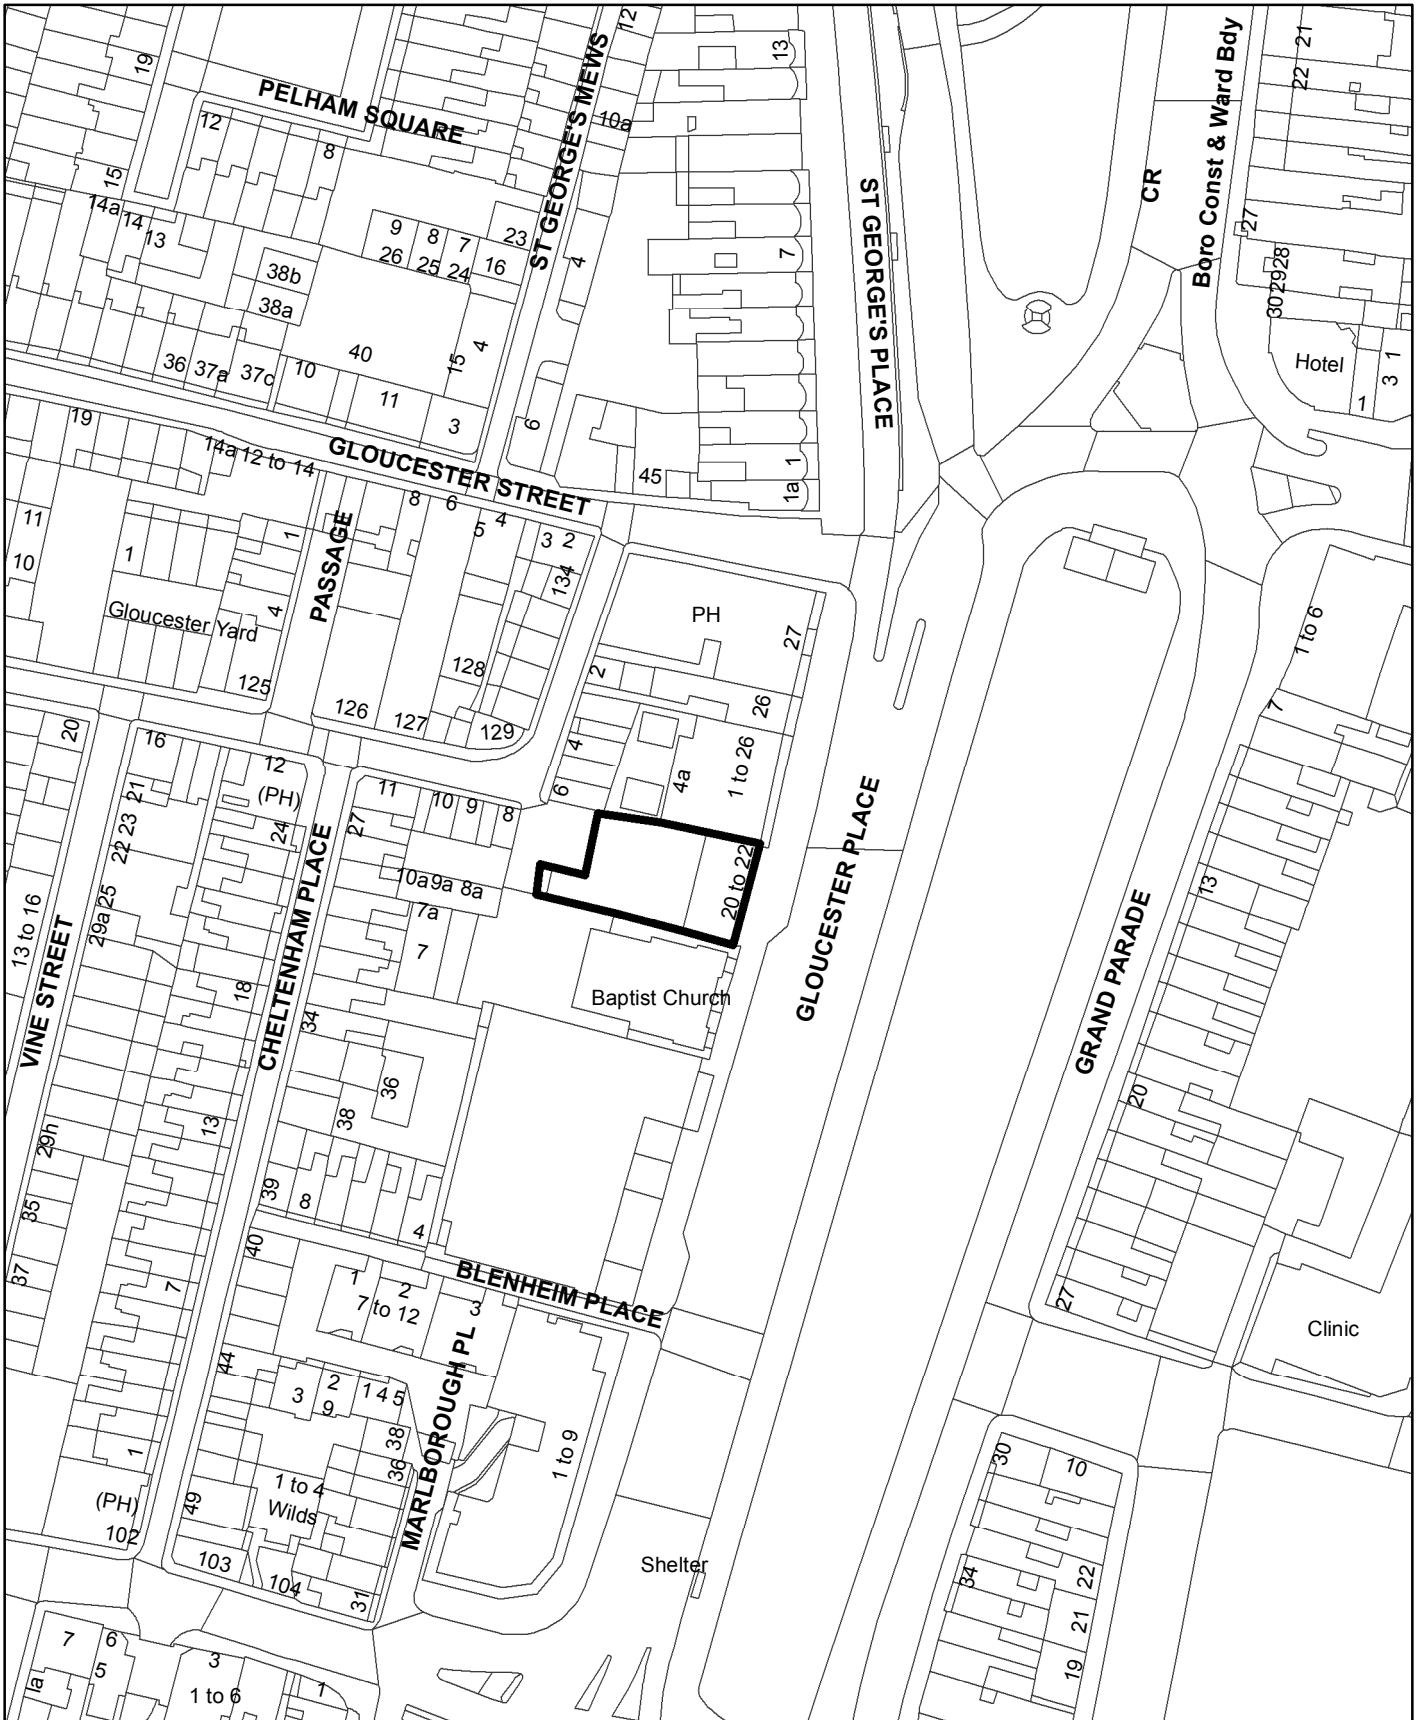 12
19
13
21
22
PELHAM SQUARE
ST GEORGE'S MEWS
10a
12
8
15
14a
14
13
Boro Const & Ward Bdy
CR
ST GEORGE'S PLACE
27
9
8
7
23
26
25
24
16
4
7
38b
38a
28
29
30
40
15
4
36
37a
37c
10
11
3
6
Hotel
1
3
1
19
14a
12 to 14
GLOUCESTER STREET
45
1
1a
11
10
1
1
PASSAGE
8
6
5
4
3
2
134
4
Gloucester Yard
PH
27
1 to 6
2
128
125
126
127
129
26
7
20
16
12
(PH)
4
4a
1 to 26
6
GLOUCESTER PLACE
21
23
22
24
27
11
10
9
8
20 to 22
13
10a
9a
8a
7a
7
25
29a
13 to 16
VINE STREET
CHELTENHAM PLACE
18
34
Baptist Church
GRAND PARADE
36
38
13
20
29h
35
39
8
4
37
40
7
BLENHEIM PLACE
1
2
7 to 12
3
27
Clinic
44
3
2
9
1
4
5
38
36
MARLBOROUGH PL
1 to 9
1
(PH)
102
49
1 to 4
Wilds
30
10
103
104
31
Shelter
34
22
21
19
7
6
5
1a
3
1 to 6
1